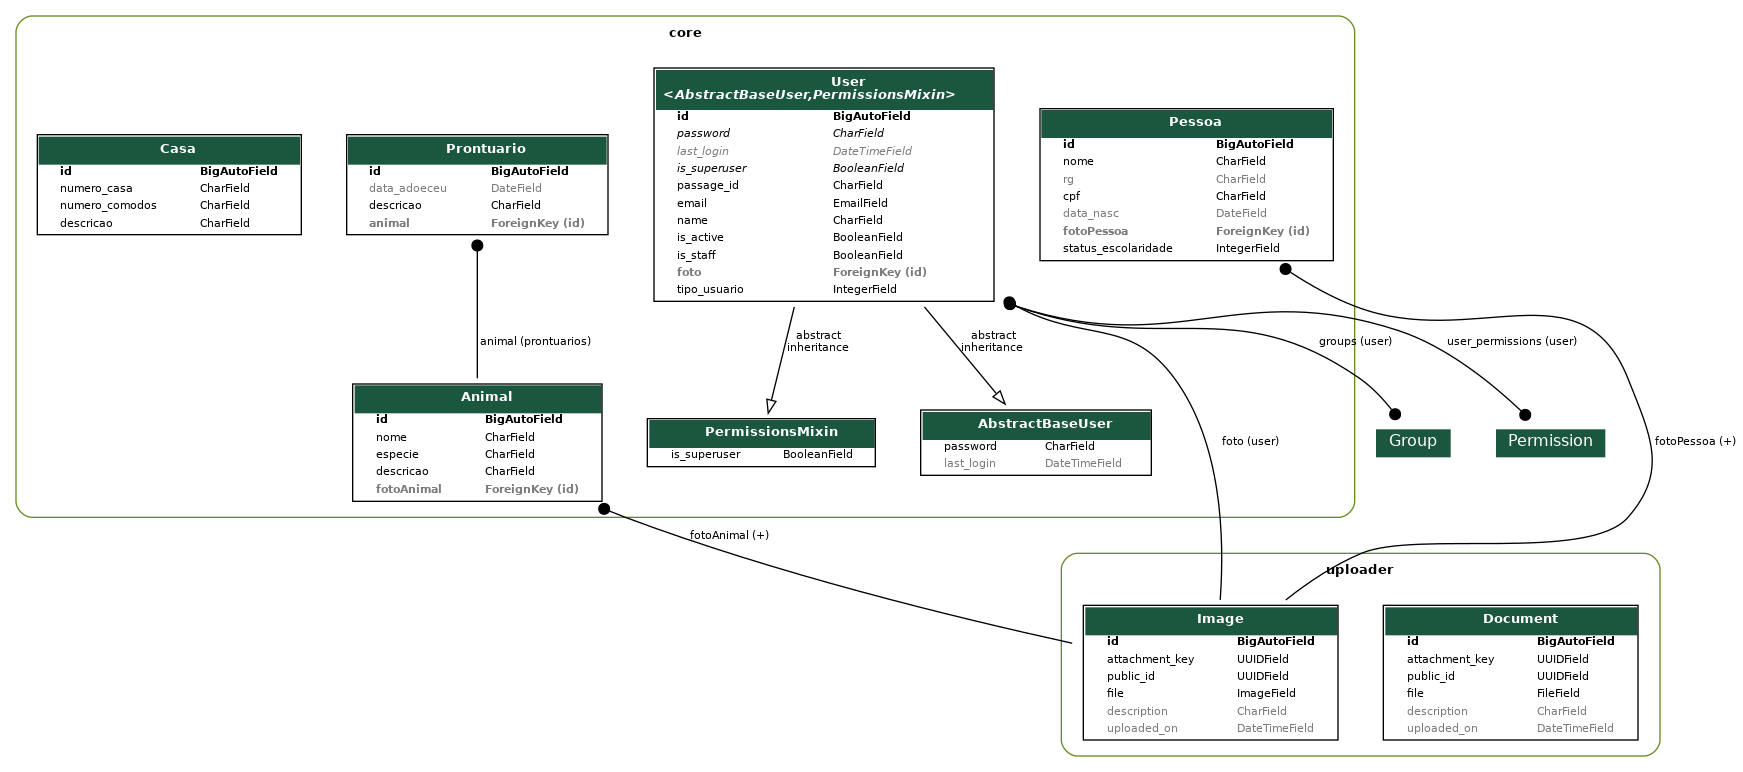 core
Casa
id BigAutoField
numero_casa CharField
numero_comodos CharField
descricao CharField
Prontuario
id BigAutoField
data_adoeceu DateField
descricao CharField
animal ForeignKey (id)
User
<AbstractBaseUser,PermissionsMixin>
id BigAutoField
password CharField
last_login DateTimeField
is_superuser BooleanField
passage_id CharField
email EmailField
name CharField
is_active BooleanField
is_staff BooleanField
foto ForeignKey (id)
tipo_usuario IntegerField
Pessoa
id BigAutoField
nome CharField
rg CharField
cpf CharField
data_nasc DateField
fotoPessoa ForeignKey (id)
status_escolaridade IntegerField
animal (prontuarios)
abstract
inheritance
abstract
inheritance
groups (user)
user_permissions (user)
Animal
id BigAutoField
nome CharField
especie CharField
descricao CharField
fotoAnimal ForeignKey (id)
PermissionsMixin
is_superuser BooleanField
AbstractBaseUser
password CharField
last_login DateTimeField
foto (user)
Group
Permission
fotoPessoa (+)
fotoAnimal (+)
uploader
Image
id BigAutoField
attachment_key UUIDField
public_id UUIDField
file ImageField
description CharField
uploaded_on DateTimeField
Document
id BigAutoField
attachment_key UUIDField
public_id UUIDField
file FileField
description CharField
uploaded_on DateTimeField